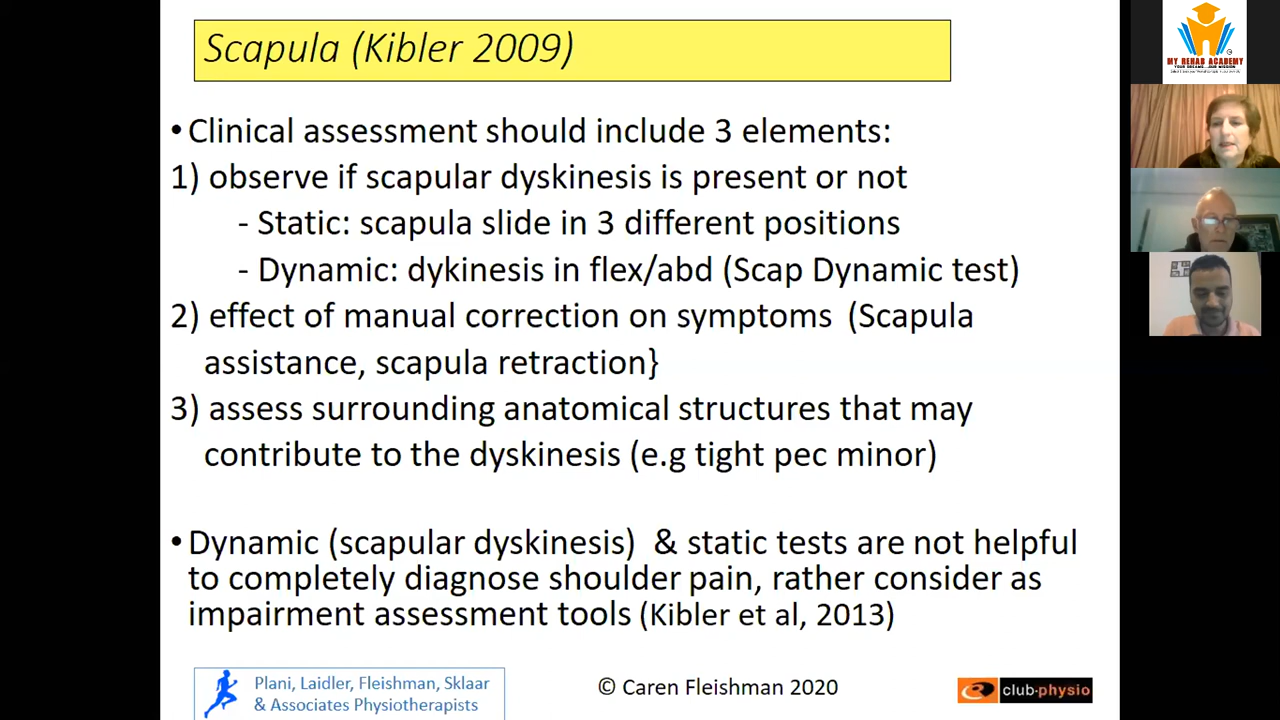 Scapula (Kibler 2009)
•Clinical assessment should include 3 elements:
1) observe if scapular dyskinesis is present or not
- Static: scapula slide in 3 different positions
- Dynamic: dykinesis in flex/abd (Scap Dynamic test)
2) effect of manual correction on symptoms (Scapula
assistance, scapula retraction}
3) assess surrounding anatomical structures that may
contribute to the dyskinesis (e.g tight pec minor)
•Dynamic (scapular dyskinesis) & static tests are not helpful
to completely diagnose shoulder pain, rather consider as
impairment assessment tools (Kibler et al, 2013)
Plani, Laidler, Fleishman, Sklaar
& Associates Physiotherapists
© Caren Fleishman 2020
club-physio
MY REHAB ACADEMY
YOUR DREAMS...OUR MISSION